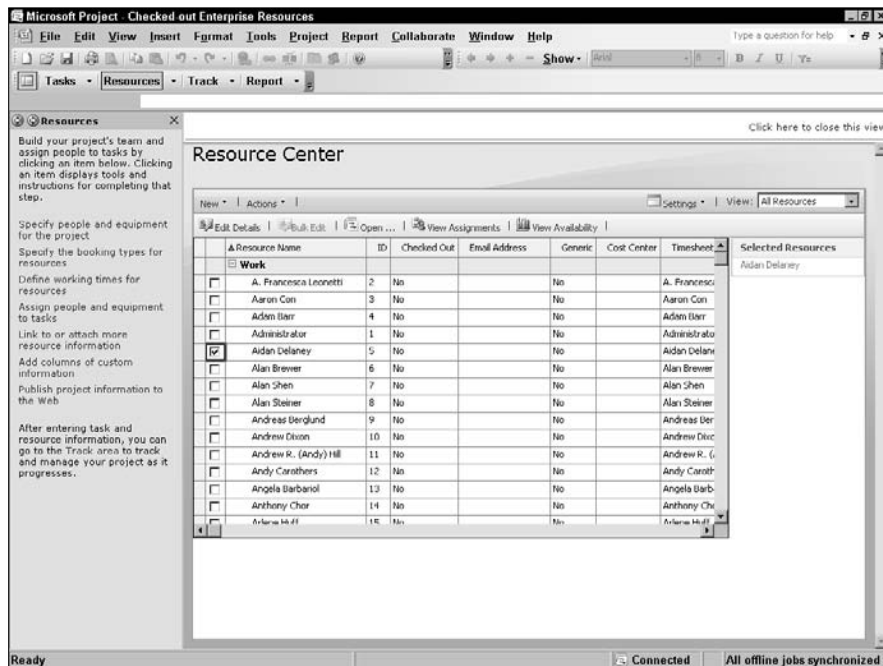 Microsoft Project - Checked-out Enterprise Resources
File Edit View Insert Format Tools Project Report Collaborate Window Help
Type a question for help
Show
Arial
8
B I U
Tasks Resources Track Report
Resources
Build your project's team and
assign people to tasks by
clicking an item below. Clicking
an item displays tools and
instructions for completing that
step.
Specify people and equipment
for the project
Specify the booking types for
resources
Define working times for
resources
Assign people and equipment
to tasks
Link to or attach more
resource information
Add columns of custom
information
Publish project information to
the Web
After entering task and
resource information, you can
go to the Track area to track
and manage your project as it
progresses.
Click here to close this view
Resource Center
New | Actions |
Settings | View: All Resources
Edit Details | Bulk Edit | Open ... | View Assignments | View Availability |
Resource Name ID Checked Out Email Address Generic Cost Center Timesheet
Work
A. Francesca Leonetti 2 No No A. Francesca
Aaron Con 3 No No Aaron Con
Adam Barr 4 No No Adam Barr
Administrator 1 No No Administrato
Aidan Delaney 5 No No Aidan Delane
Alan Brewer 6 No No Alan Brewer
Alan Shen 7 No No Alan Shen
Alan Steiner 8 No No Alan Steiner
Andreas Berglund 9 No No Andreas Ber
Andrew Dixon 10 No No Andrew Dixo
Andrew R. (Andy) Hill 11 No No Andrew R. (
Andy Carothers 12 No No Andy Caroth
Angela Barbariol 13 No No Angela Barb
Anthony Chor 14 No No Anthony Cho
Arlene Huff 15 No No Arlene Huff
Selected Resources
Aidan Delaney
Ready
Connected
All offline jobs synchronized